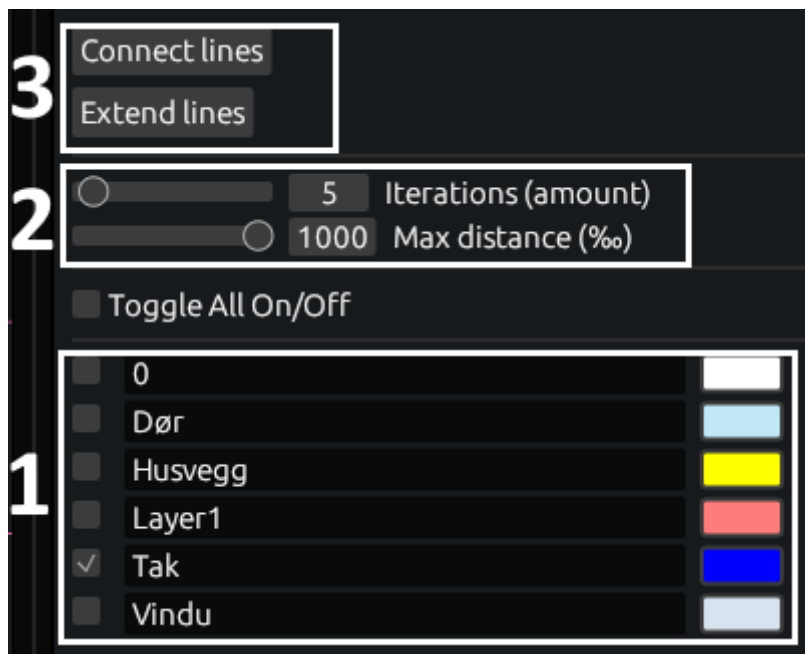 3
Connect lines
Extend lines
2
5 Iterations (amount)
1000 Max distance (‰)
Toggle All On/Off
1
0
Dør
Husvegg
Layer1
Tak
Vindu